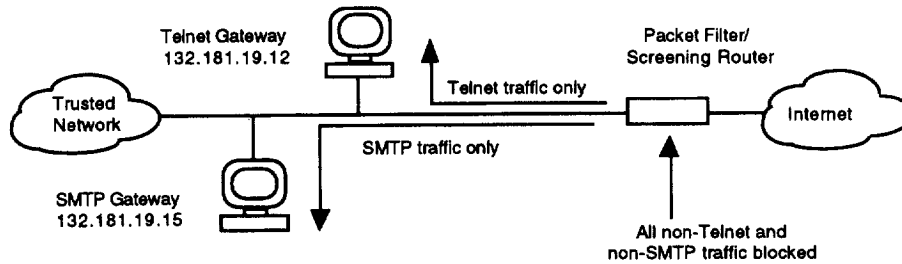 Telnet Gateway
132.181.19.12
Packet Filter/
Screening Router
Telnet traffic only
Trusted
Network
Internet
SMTP traffic only
SMTP Gateway
132.181.19.15
All non-Telnet and
non-SMTP traffic blocked